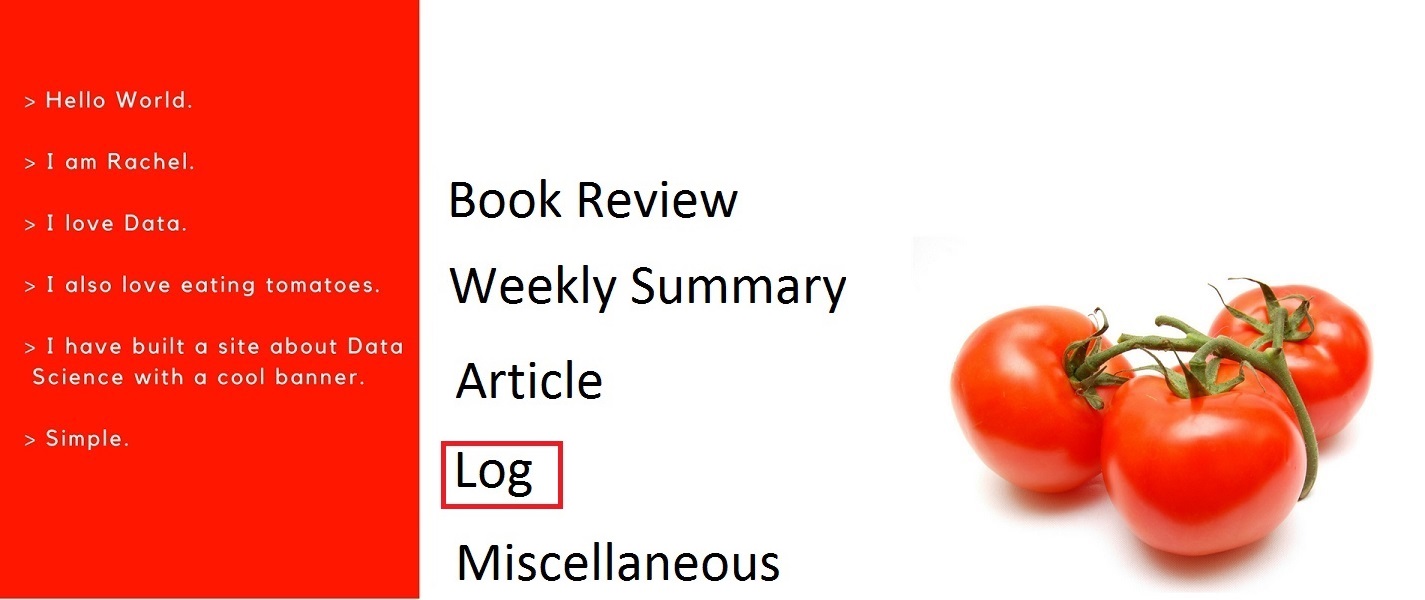 > Hello World.
> I am Rachel.
> I love Data.
> I also love eating tomatoes.
> I have built a site about Data
Science with a cool banner.
> Simple.
Book Review
Weekly Summary
Article
Log
Miscellaneous